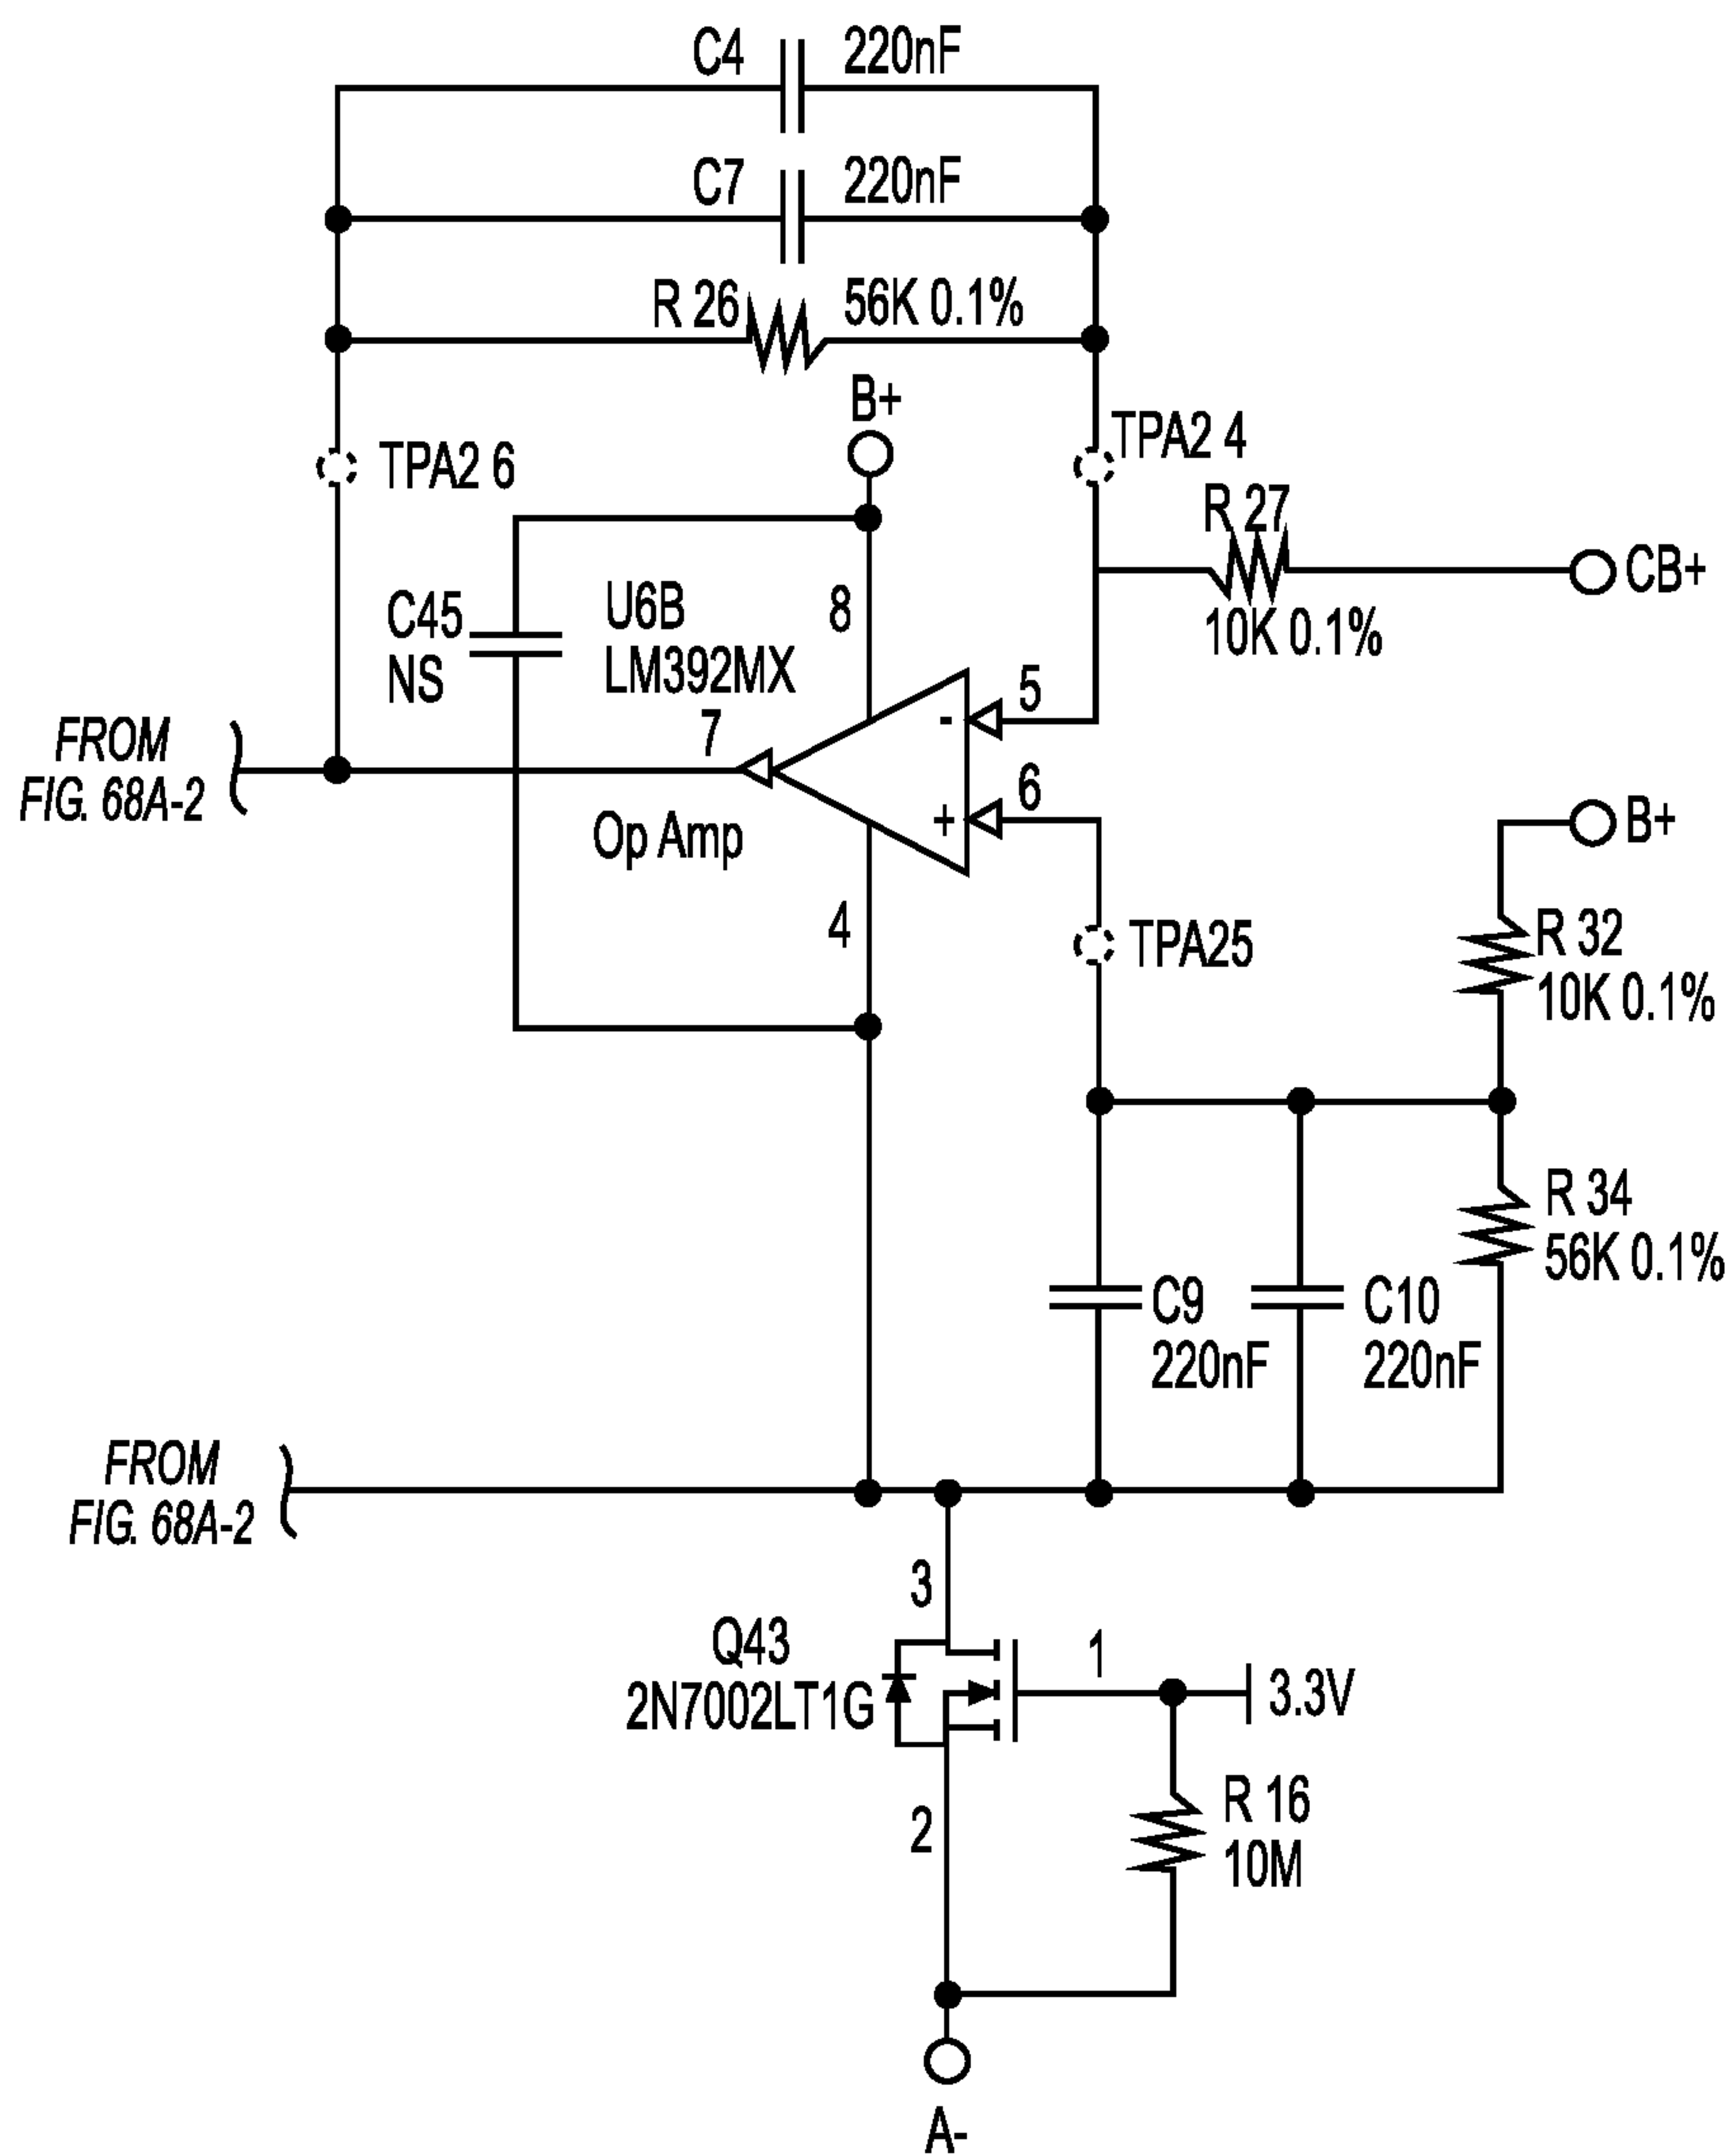 C4 220nF
C7 220nF
R 26 56K 0.1%
B+
TPA2 6
TPA2 4
R 27
10K 0.1%
CB+
C45
NS
U6B
LM392MX
8
7
5
-
6
+
Op Amp
4
FROM
FIG. 68A-2
TPA25
B+
R 32
10K 0.1%
R 34
56K 0.1%
C9
220nF
C10
220nF
FROM
FIG. 68A-2
3
Q43
2N7002LT1G
1
3.3V
2
R 16
10M
A-